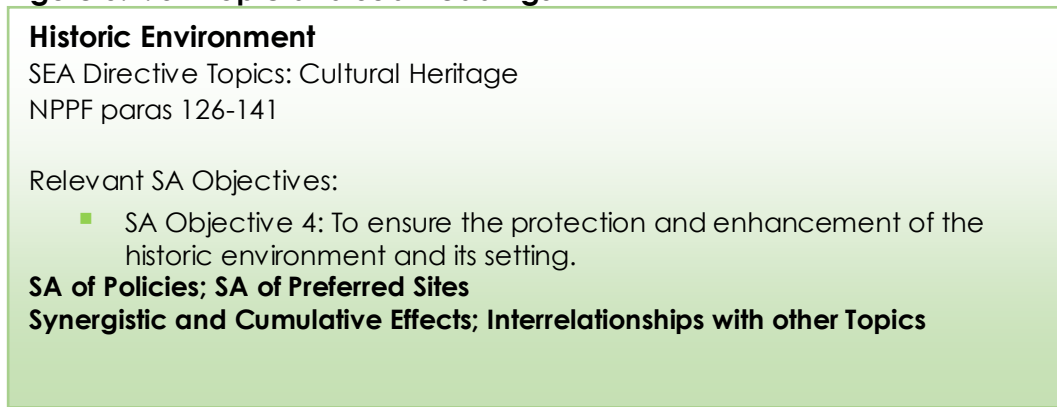 Historic Environment
SEA Directive Topics: Cultural Heritage
NPPF paras 126-141
Relevant SA Objectives:
▪ SA Objective 4: To ensure the protection and enhancement of the
historic environment and its setting.
SA of Policies; SA of Preferred Sites
Synergistic and Cumulative Effects; Interrelationships with other Topics